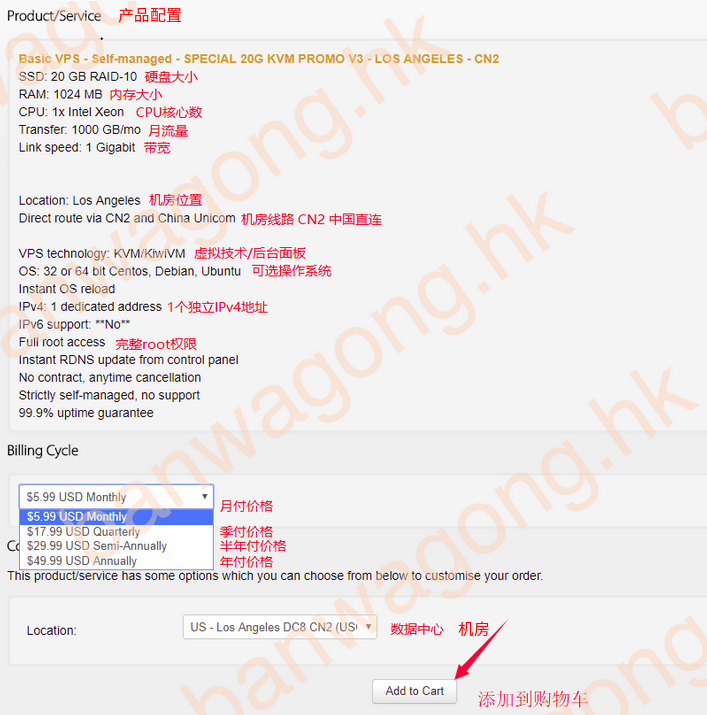 Product/Service 产品配置
Basic VPS - Self-managed - SPECIAL 20G KVM PROMO V3 - LOS ANGELES - CN2
SSD: 20 GB RAID-10 硬盘大小
RAM: 1024 MB 内存大小
CPU: 1x Intel Xeon CPU核心数
Transfer: 1000 GB/mo 月流量
Link speed: 1 Gigabit 带宽
Location: Los Angeles 机房位置
Direct route via CN2 and China Unicom 机房线路 CN2 中国直连
VPS technology: KVM/KiwiVM 虚拟技术/后台面板
OS: 32 or 64 bit Centos, Debian, Ubuntu 可选操作系统
Instant OS reload
IPv4: 1 dedicated address 1个独立IPv4地址
IPv6 support: **No**
Full root access 完整root权限
Instant RDNS update from control panel
No contract, anytime cancellation
Strictly self-managed, no support
99.9% uptime guarantee
Billing Cycle
$5.99 USD Monthly
$5.99 USD Monthly 月付价格
$17.99 USD Quarterly 季付价格
$29.99 USD Semi-Annually 半年付价格
$49.99 USD Annually 年付价格
This product/service has some options which you can choose from below to customise your order.
Location: US - Los Angeles DC8 CN2 (US 数据中心 机房
Add to Cart 添加到购物车
banwagong.hk